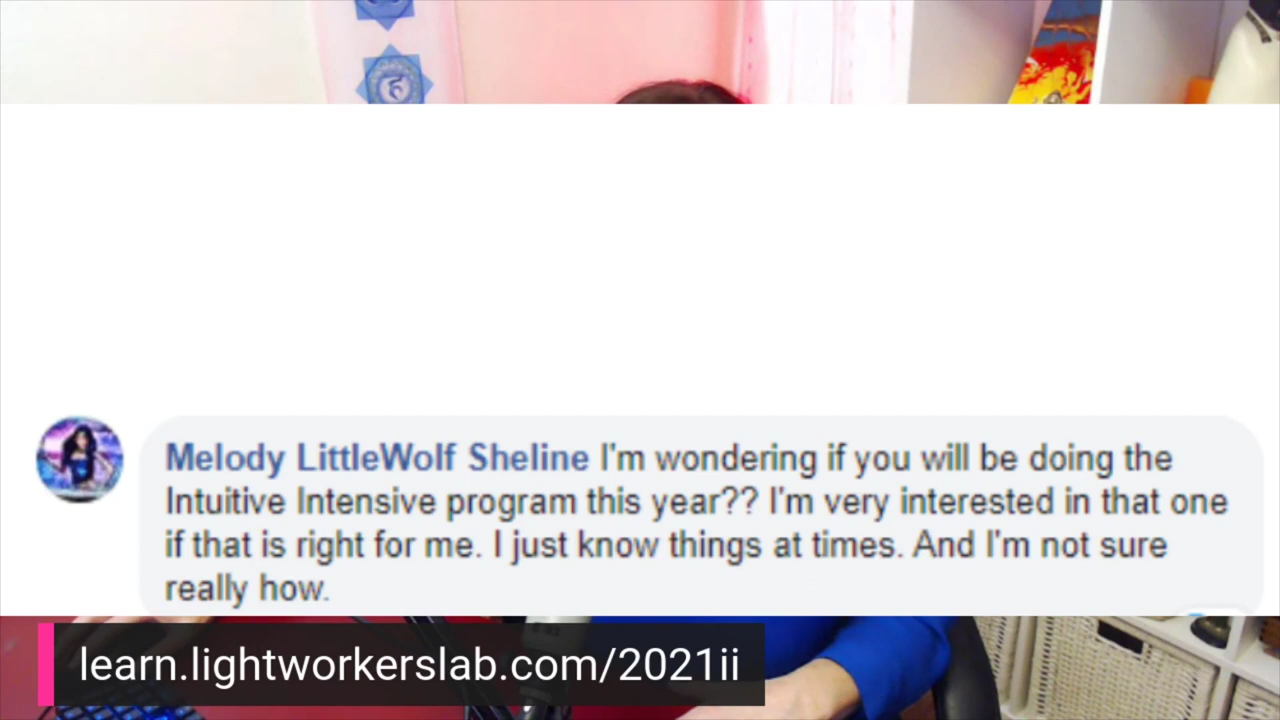 Melody LittleWolf Sheline I'm wondering if you will be doing the
Intuitive Intensive program this year?? I'm very interested in that one
if that is right for me. I just know things at times. And I'm not sure
really how.
learn.lightworkerslab.com/2021ii